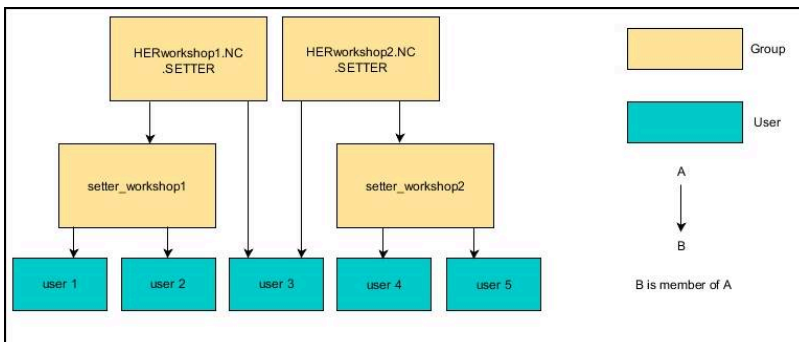 HERworkshop1.NC
.SETTER
HERworkshop2.NC
.SETTER
Group
User
setter_workshop1
setter_workshop2
A
B
user 1
user 2
user 3
user 4
user 5
B is member of A